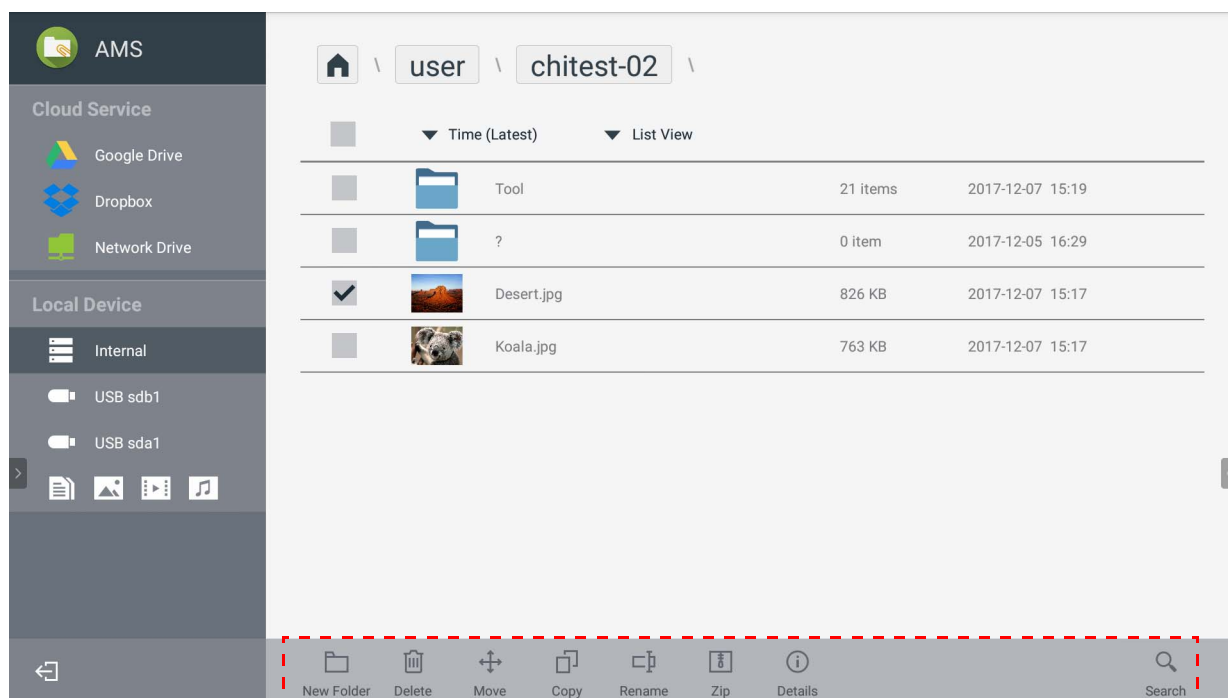 AMS
Cloud Service
Google Drive
Dropbox
Network Drive
Local Device
Internal
USB sdb1
USB sda1
\ user \ chitest-02 \
Time (Latest) List View
Tool 21 items 2017-12-07 15:19
? 0 item 2017-12-05 16:29
Desert.jpg 826 KB 2017-12-07 15:17
Koala.jpg 763 KB 2017-12-07 15:17
New Folder Delete Move Copy Rename Zip Details Search